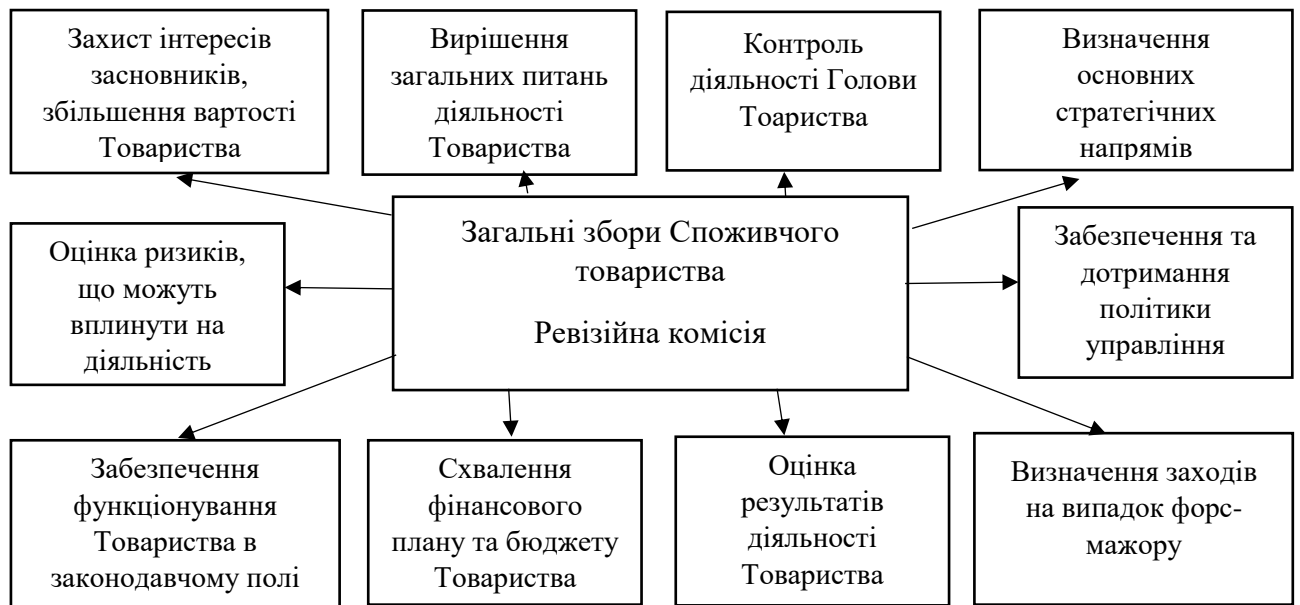 Захист інтересів
засновників,
збільшення вартості
Товариства
Вирішення
загальних питань
діяльності
Товариства
Контроль
діяльності Голови
Тоариства
Визначення
основних
стратегічних
напрямів
Оцінка ризиків,
що можуть
вплинути на
діяльність
Загальні збори Споживчого
товариства
Ревізійна комісія
Забезпечення та
дотримання
політики
управління
Забезпечення
функціонування
Товариства в
законодавчому полі
Схвалення
фінансового
плану та бюджету
Товариства
Оцінка
результатів
діяльності
Товариства
Визначення заходів
на випадок форс-
мажору